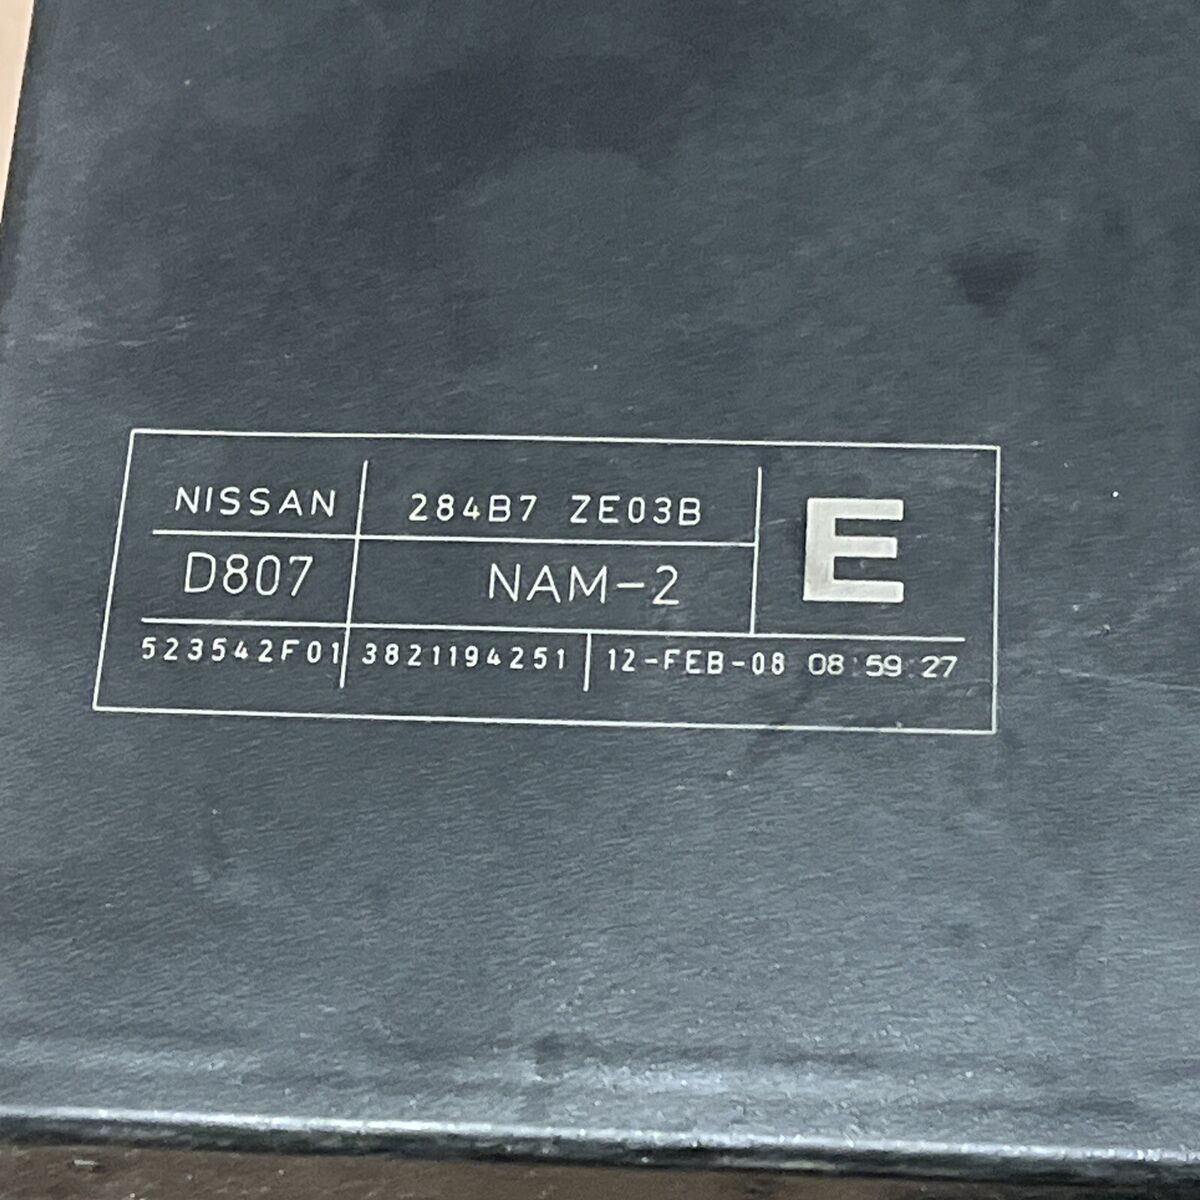 NISSAN 284B7 ZE03B E
D807 NAM-2
523542F01 3821194251 12-FEB-08 08:59:27